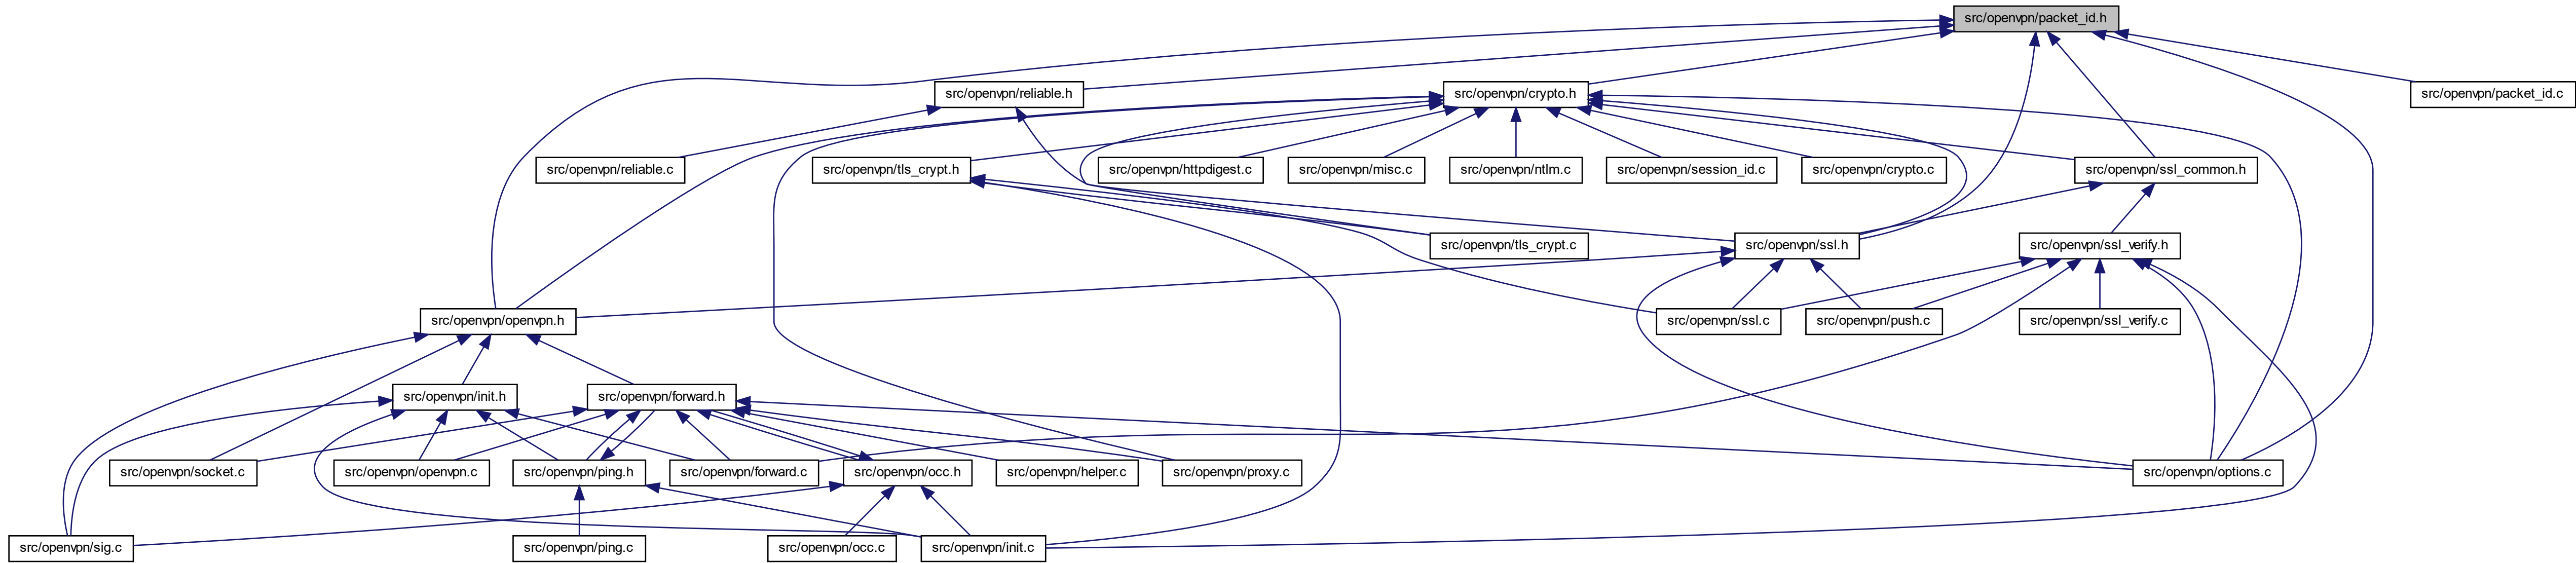 src/openvpn/packet_id.h
src/openvpn/reliable.h
src/openvpn/crypto.h
src/openvpn/packet_id.c
src/openvpn/reliable.c
src/openvpn/tls_crypt.h
src/openvpn/httpdigest.c
src/openvpn/misc.c
src/openvpn/ntlm.c
src/openvpn/session_id.c
src/openvpn/crypto.c
src/openvpn/ssl_common.h
src/openvpn/tls_crypt.c
src/openvpn/ssl.h
src/openvpn/ssl_verify.h
src/openvpn/openvpn.h
src/openvpn/ssl.c
src/openvpn/push.c
src/openvpn/ssl_verify.c
src/openvpn/init.h
src/openvpn/forward.h
src/openvpn/socket.c
src/openvpn/openvpn.c
src/openvpn/ping.h
src/openvpn/forward.c
src/openvpn/occ.h
src/openvpn/helper.c
src/openvpn/proxy.c
src/openvpn/options.c
src/openvpn/sig.c
src/openvpn/ping.c
src/openvpn/occ.c
src/openvpn/init.c